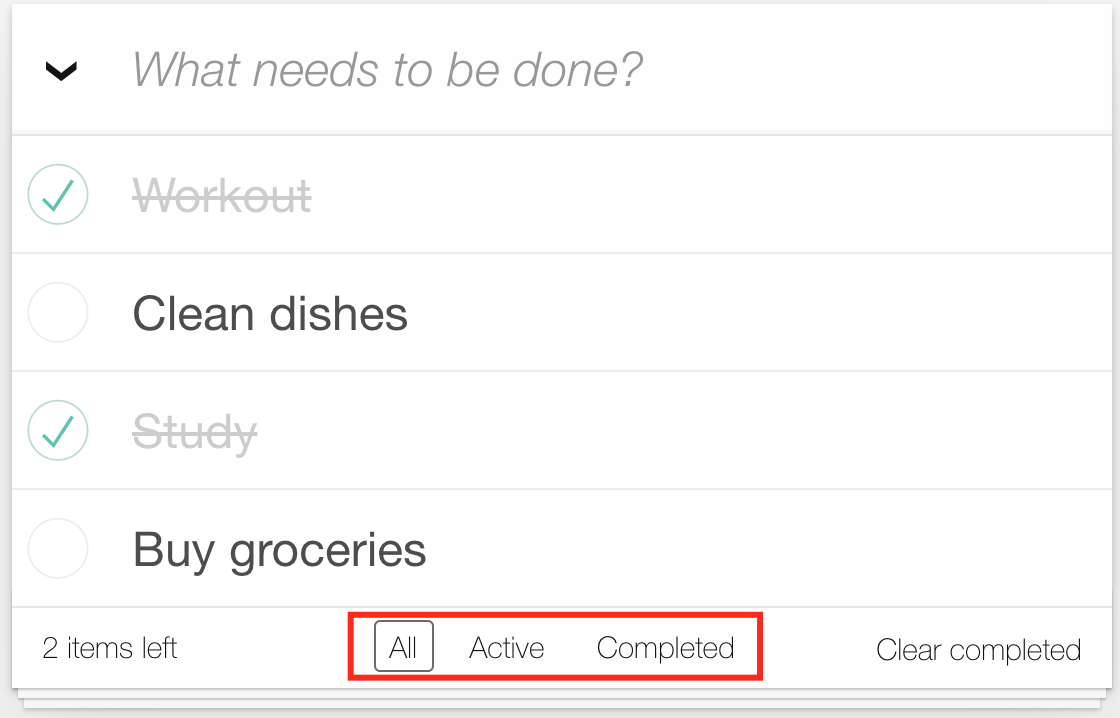 What needs to be done?
Workout
Clean dishes
Study
Buy groceries
2 items left All Active Completed Clear completed